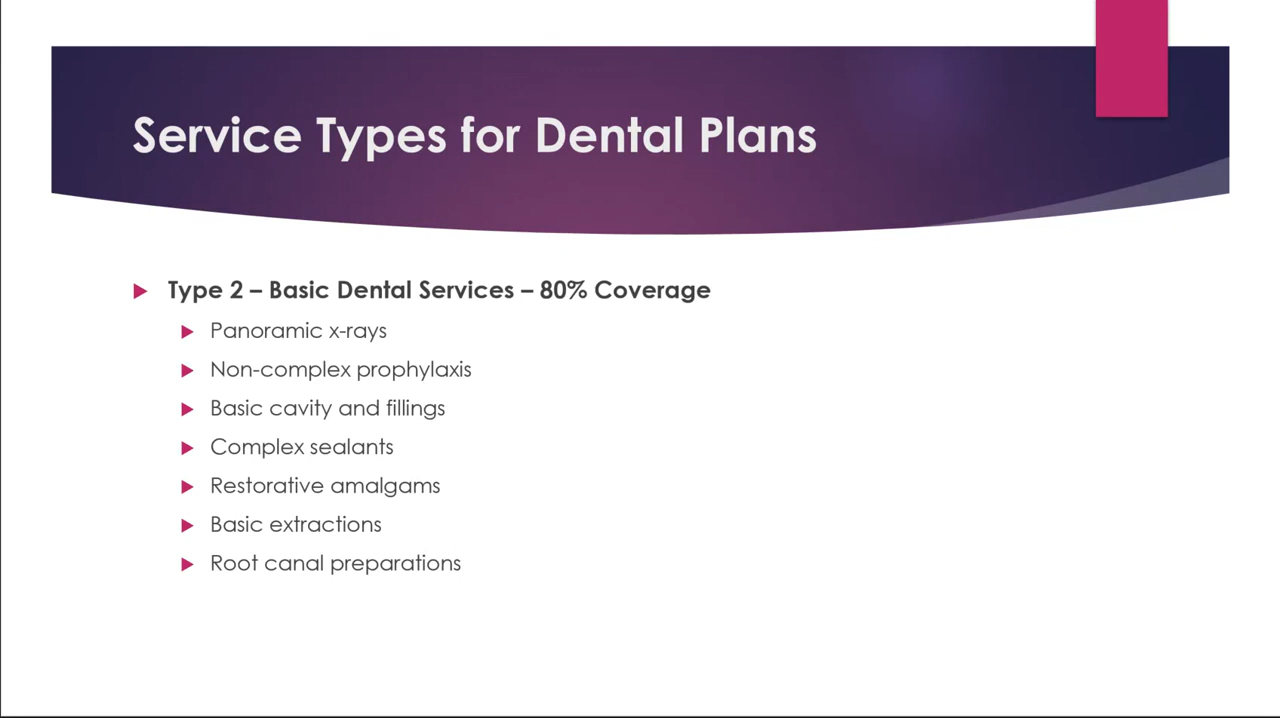 Service Types for Dental Plans
Type 2 – Basic Dental Services – 80% Coverage
Panoramic x-rays
Non-complex prophylaxis
Basic cavity and fillings
Complex sealants
Restorative amalgams
Basic extractions
Root canal preparations